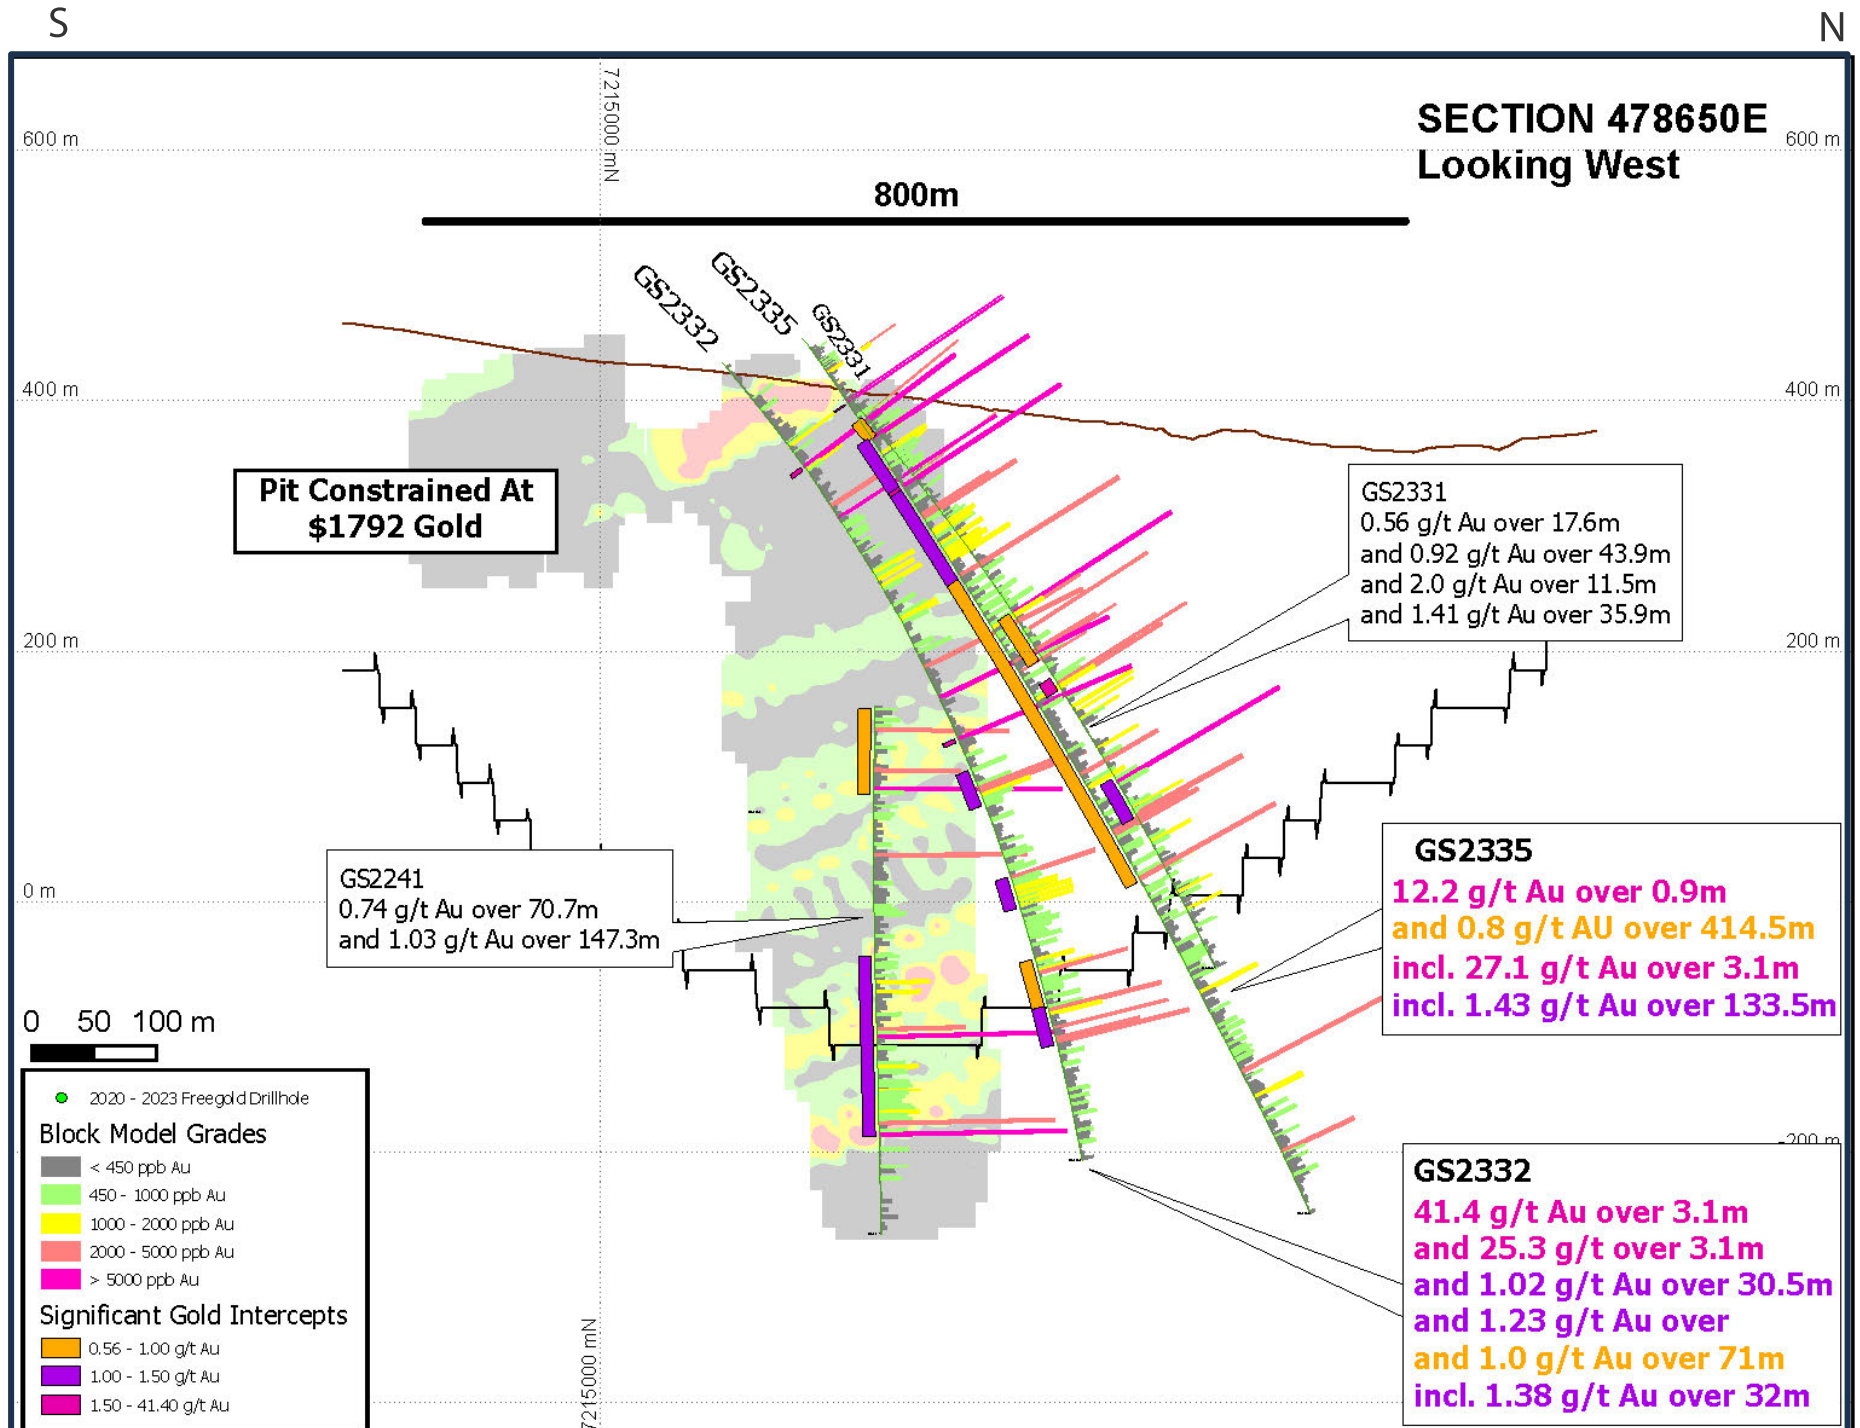 S
N
7215000 mN
SECTION 478650E
Looking West
600 m
600 m
800m
GS2332
GS2335
GS2331
400 m
400 m
Pit Constrained At
$1792 Gold
GS2331
0.56 g/t Au over 17.6m
and 0.92 g/t Au over 43.9m
and 2.0 g/t Au over 11.5m
and 1.41 g/t Au over 35.9m
200 m
200 m
GS2241
0.74 g/t Au over 70.7m
and 1.03 g/t Au over 147.3m
0 m
GS2335
12.2 g/t Au over 0.9m
and 0.8 g/t AU over 414.5m
incl. 27.1 g/t Au over 3.1m
incl. 1.43 g/t Au over 133.5m
0 50 100 m
2020 - 2023 Freegold Drillhole
Block Model Grades
< 450 ppb Au
450 - 1000 ppb Au
1000 - 2000 ppb Au
2000 - 5000 ppb Au
> 5000 ppb Au
Significant Gold Intercepts
0.56 - 1.00 g/t Au
1.00 - 1.50 g/t Au
1.50 - 41.40 g/t Au
-200 m
GS2332
41.4 g/t Au over 3.1m
and 25.3 g/t over 3.1m
and 1.02 g/t Au over 30.5m
and 1.23 g/t Au over
and 1.0 g/t Au over 71m
incl. 1.38 g/t Au over 32m
7215000 mN